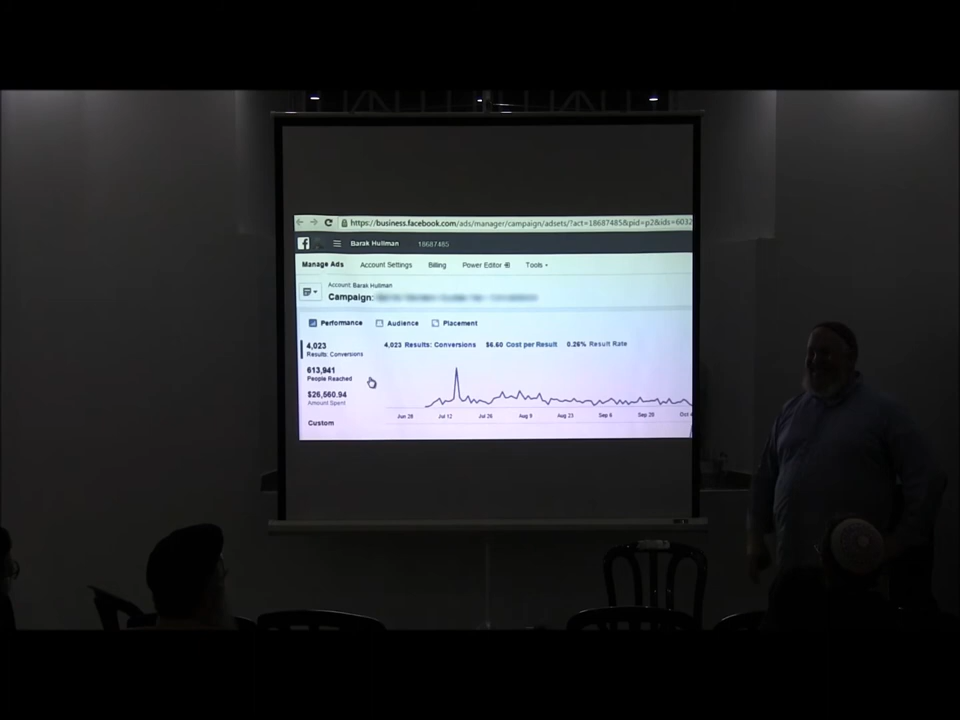 https://business.facebook.com/ads/manager/campaign/adsets/?act=18687485&pid=p2&ids=6032
f Barak Hullman 18687485
Manage Ads Account Settings Billing Power Editor Tools
Account: Barak Hullman
Campaign:
Performance Audience Placement
4,023
Results: Conversions
4,023 Results: Conversions $6.60 Cost per Result 0.26% Result Rate
613,941
People Reached
$26,560.94
Amount Spent
Jun 28 Jul 12 Jul 26 Aug 9 Aug 23 Sep 6 Sep 20 Oct 4
Custom